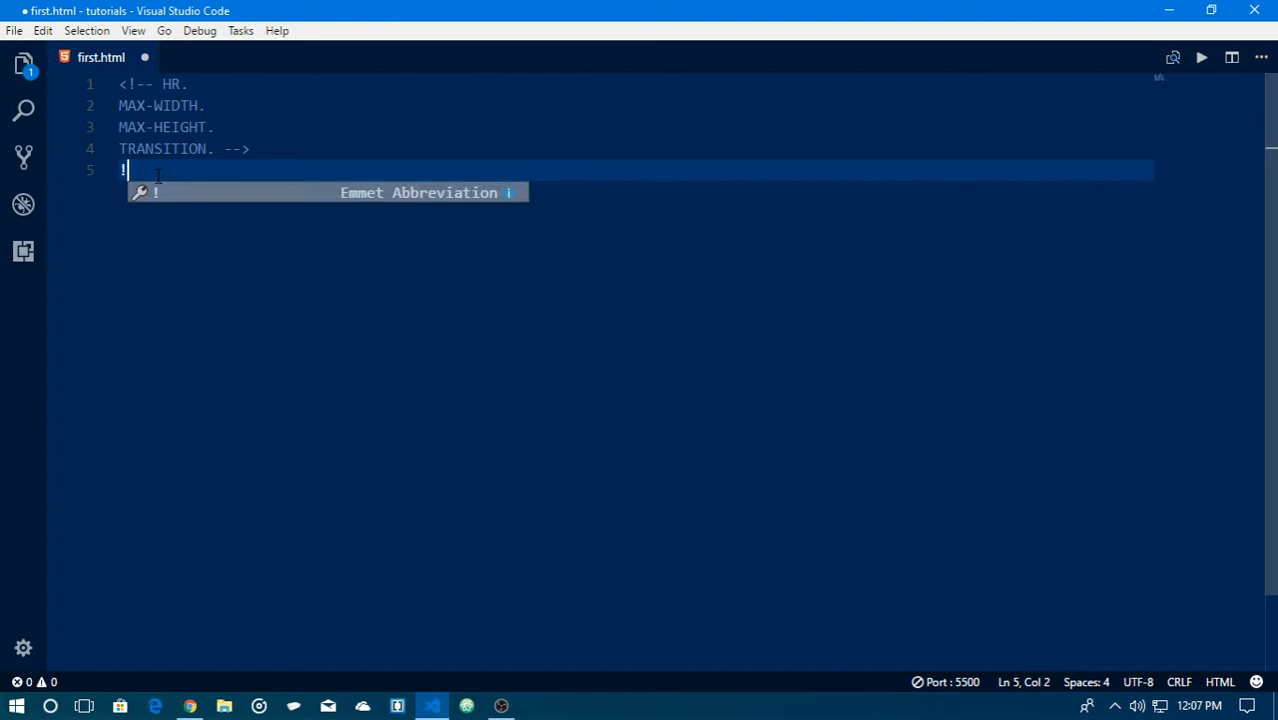 first.html - tutorials - Visual Studio Code
File Edit Selection View Go Debug Tasks Help
first.html
1 <!-- HR.
2 MAX-WIDTH.
3 MAX-HEIGHT.
4 TRANSITION. -->
5 !
! Emmet Abbreviation
1
0 0
Port : 5500 Ln 5, Col 2 Spaces: 4 UTF-8 CRLF HTML
12:07 PM